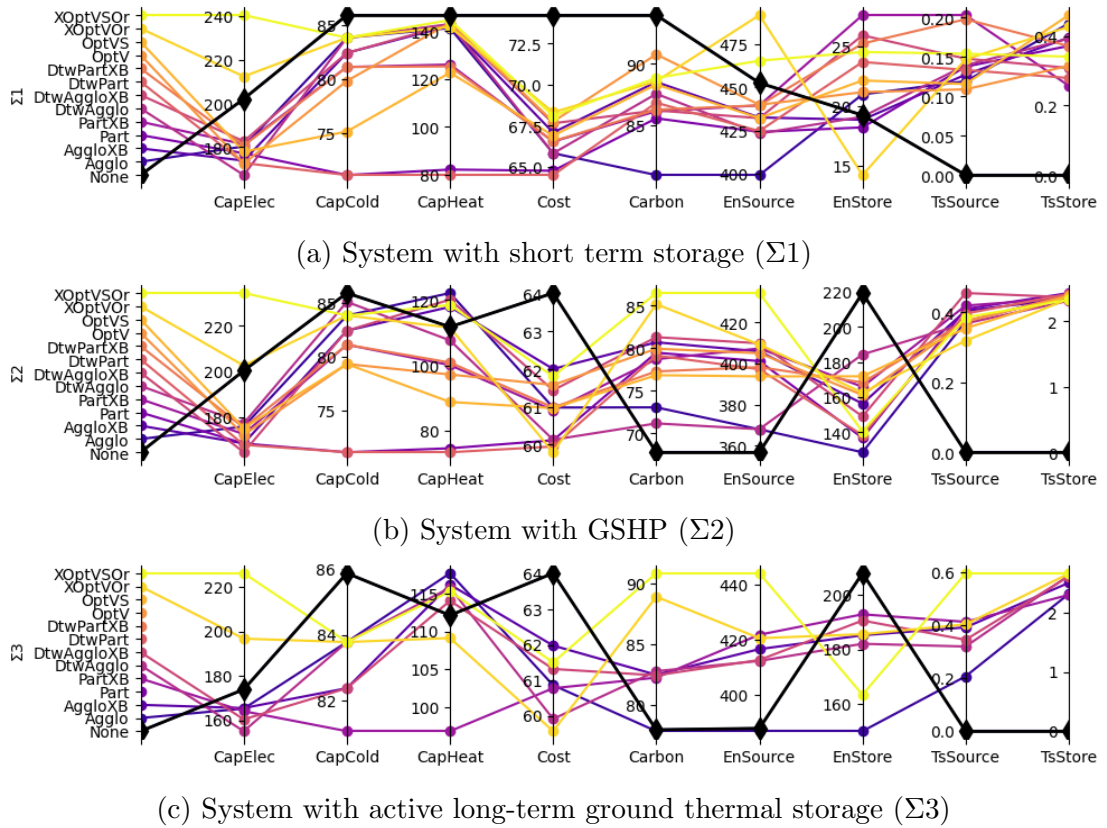 Σ1
XOptVSOr
XOptVOr
OptVS
OptV
DtwPartXB
DtwPart
DtwAggloXB
DtwAgglo
PartXB
Part
AggloXB
Agglo
None
240
220
200
180
85
80
75
140
120
100
80
72.5
70.0
67.5
65.0
90
85
475
450
425
400
25
20
15
0.20
0.15
0.10
0.05
0.00
0.4
0.2
0.0
CapElec CapCold CapHeat Cost Carbon EnSource EnStore TsSource TsStore
(a) System with short term storage (Σ1)
Σ2
XOptVSOr
XOptVOr
OptVS
OptV
DtwPartXB
DtwPart
DtwAggloXB
DtwAgglo
PartXB
Part
AggloXB
Agglo
None
220
200
180
85
80
75
120
100
80
64
63
62
61
60
85
80
75
70
420
400
380
360
220
200
180
160
140
0.4
0.2
0.0
2
1
0
CapElec CapCold CapHeat Cost Carbon EnSource EnStore TsSource TsStore
(b) System with GSHP (Σ2)
Σ3
XOptVSOr
XOptVOr
OptVS
OptV
DtwPartXB
DtwPart
DtwAggloXB
DtwAgglo
PartXB
Part
AggloXB
Agglo
None
220
200
180
160
86
84
82
115
110
105
100
64
63
62
61
60
90
85
80
440
420
400
200
180
160
0.6
0.4
0.2
0.0
2
1
0
CapElec CapCold CapHeat Cost Carbon EnSource EnStore TsSource TsStore
(c) System with active long-term ground thermal storage (Σ3)